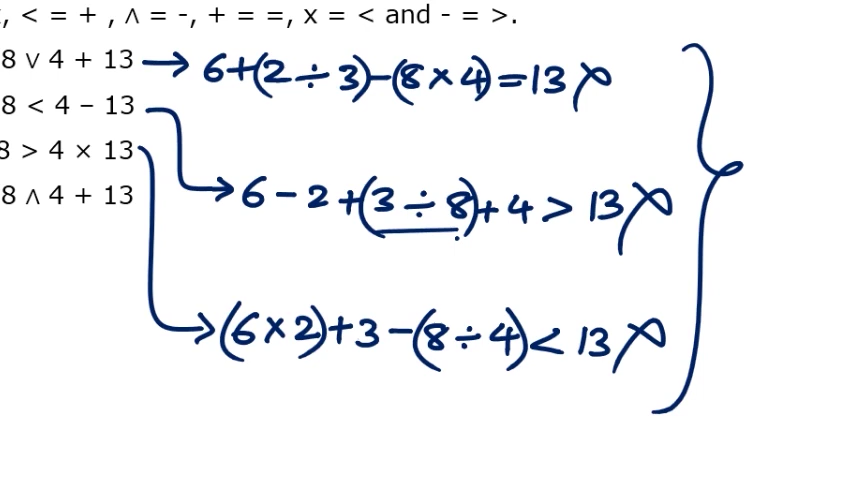 , < = + , ∧ = -, + = =, x = < and - = >.
8 ∨ 4 + 13 → 6+(2÷3)-(8×4)=13
8 < 4 – 13
8 > 4 × 13
6-2+(3÷8)+4>13
8 ∧ 4 + 13
(6×2)+3-(8÷4)<13